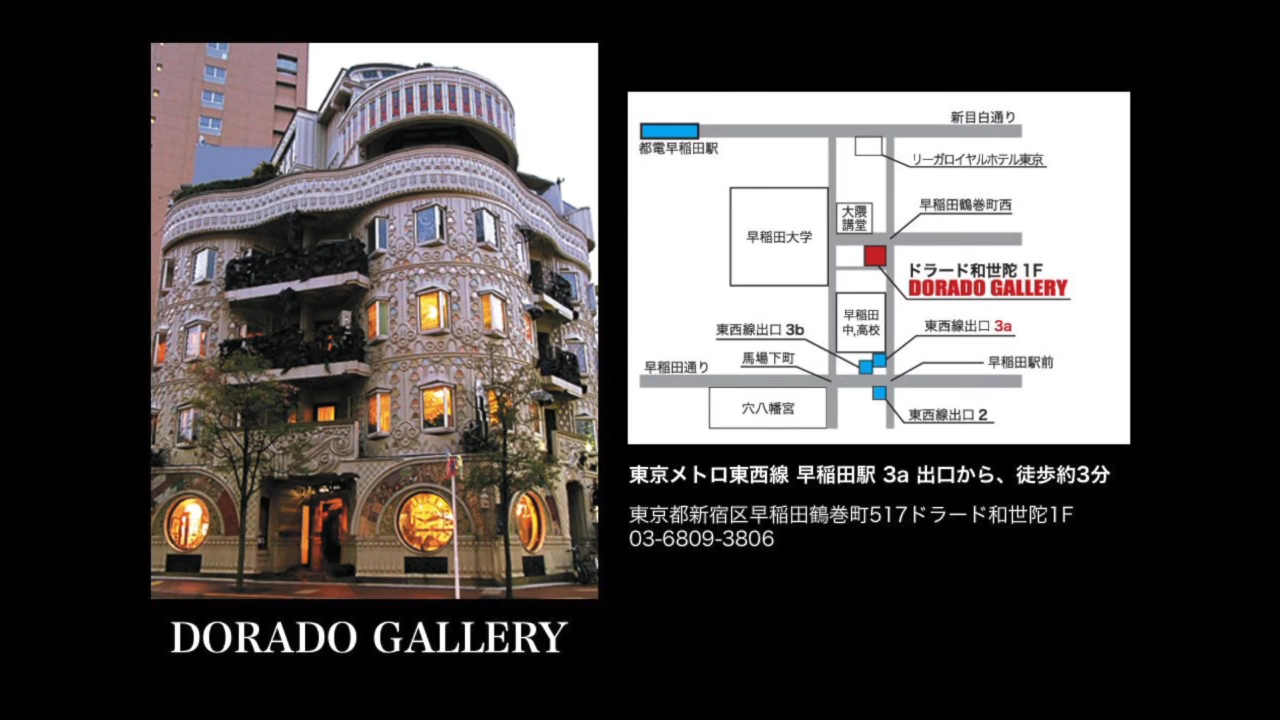 DORADO GALLERY
新目白通り
都電早稲田駅
リーガロイヤルホテル東京
早稲田鶴巻町西
大隈
講堂
早稲田大学
ドラード和世陀 1F
DORADO GALLERY
早稲田
中,高校
東西線出口 3b
東西線出口 3a
馬場下町
早稲田通り
早稲田駅前
穴八幡宮
東西線出口 2
東京メトロ東西線 早稲田駅 3a 出口から、徒歩約3分
東京都新宿区早稲田鶴巻町517ドラード和世陀1F
03-6809-3806